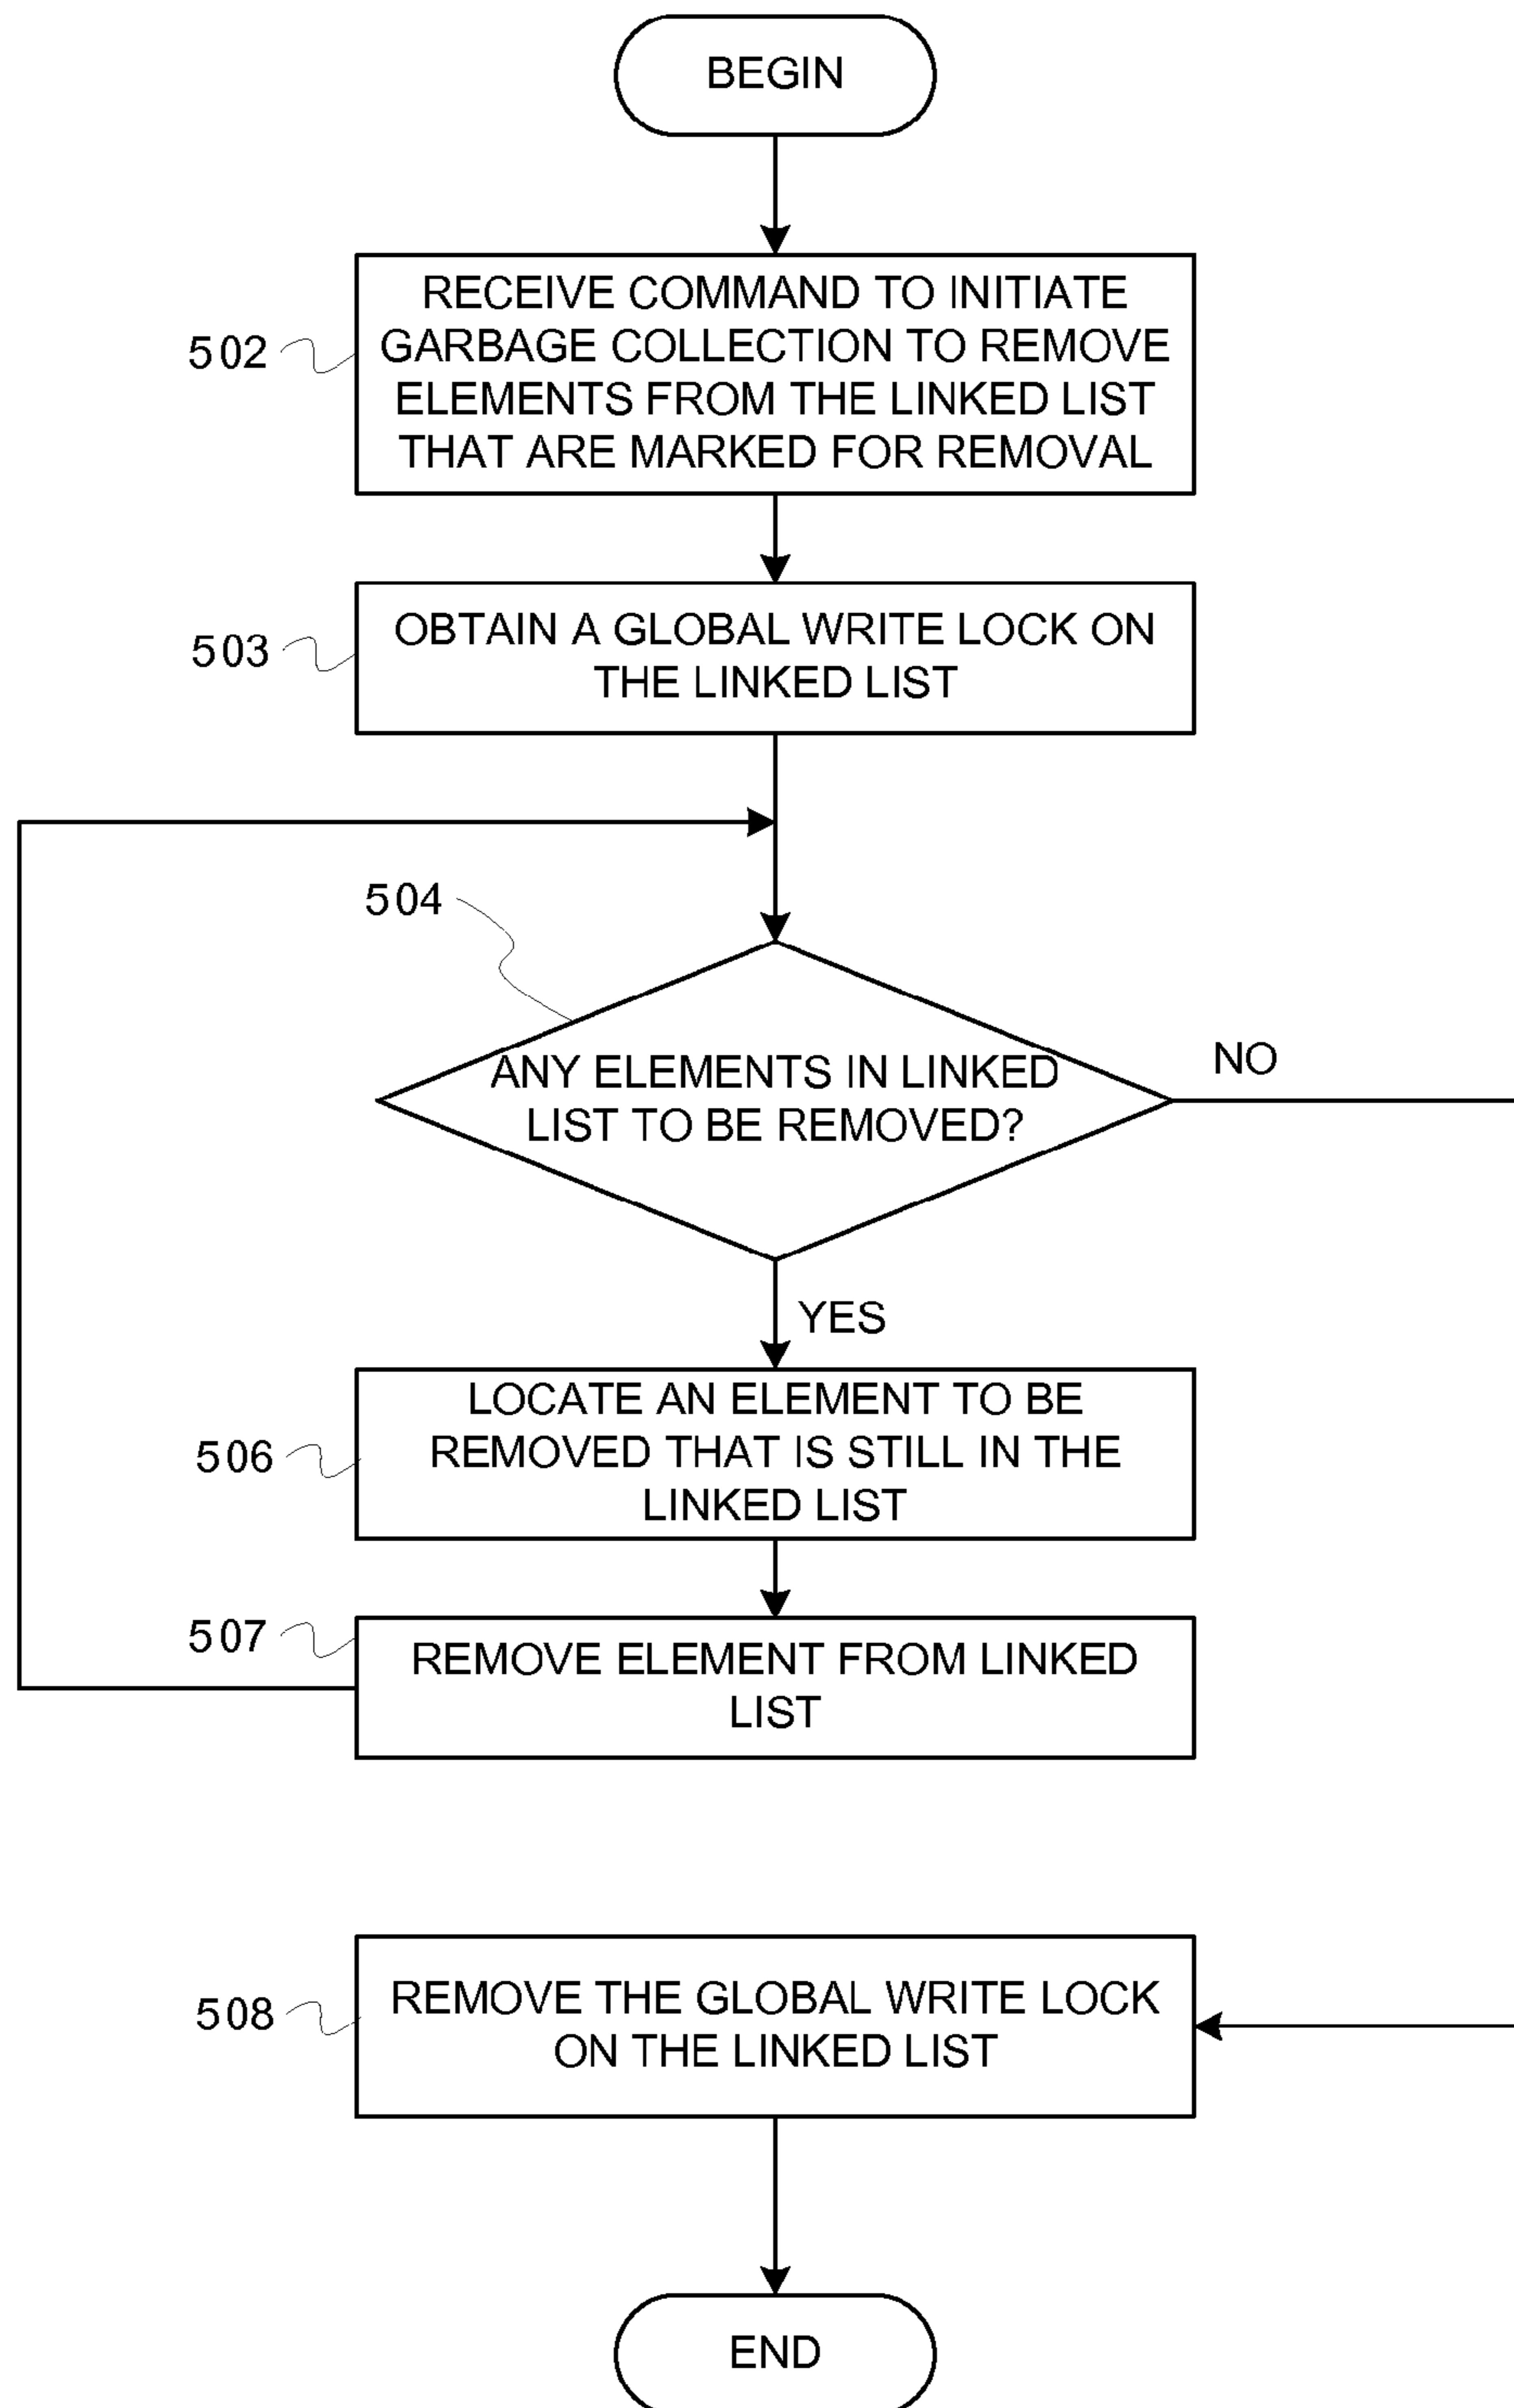 BEGIN
502
RECEIVE COMMAND TO INITIATE
GARBAGE COLLECTION TO REMOVE
ELEMENTS FROM THE LINKED LIST
THAT ARE MARKED FOR REMOVAL
503
OBTAIN A GLOBAL WRITE LOCK ON
THE LINKED LIST
504
ANY ELEMENTS IN LINKED
LIST TO BE REMOVED?
NO
YES
506
LOCATE AN ELEMENT TO BE
REMOVED THAT IS STILL IN THE
LINKED LIST
507
REMOVE ELEMENT FROM LINKED
LIST
508
REMOVE THE GLOBAL WRITE LOCK
ON THE LINKED LIST
END